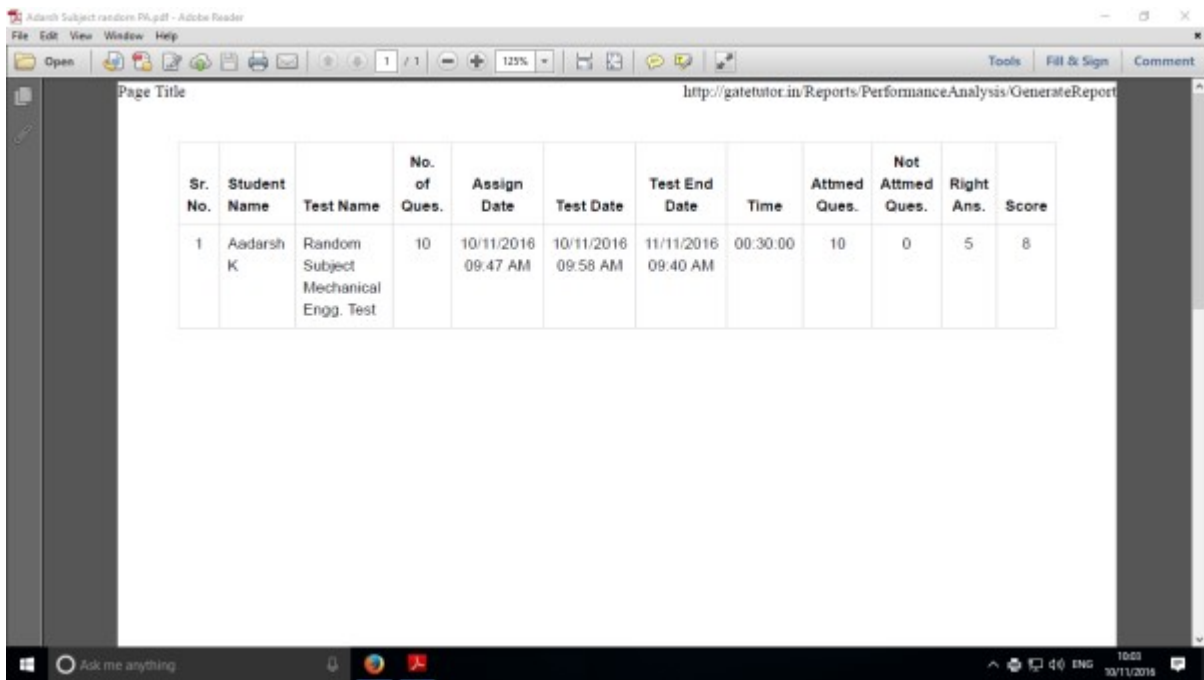 Adarsh Subject random PA.pdf - Adobe Reader
File Edit View Window Help
Open 1 / 1 125% Tools Fill & Sign Comment
Page Title http://gatetutor.in/Reports/PerformanceAnalysis/GenerateReport
Sr. No. Student Name Test Name No. of Ques. Assign Date Test Date Test End Date Time Attmed Ques. Not Attmed Ques. Right Ans. Score
1 Aadarsh K Random Subject Mechanical Engg. Test 10 10/11/2016 09:47 AM 10/11/2016 09:58 AM 11/11/2016 09:40 AM 00:30:00 10 0 5 8
Ask me anything ENG 10:03
10/11/2016